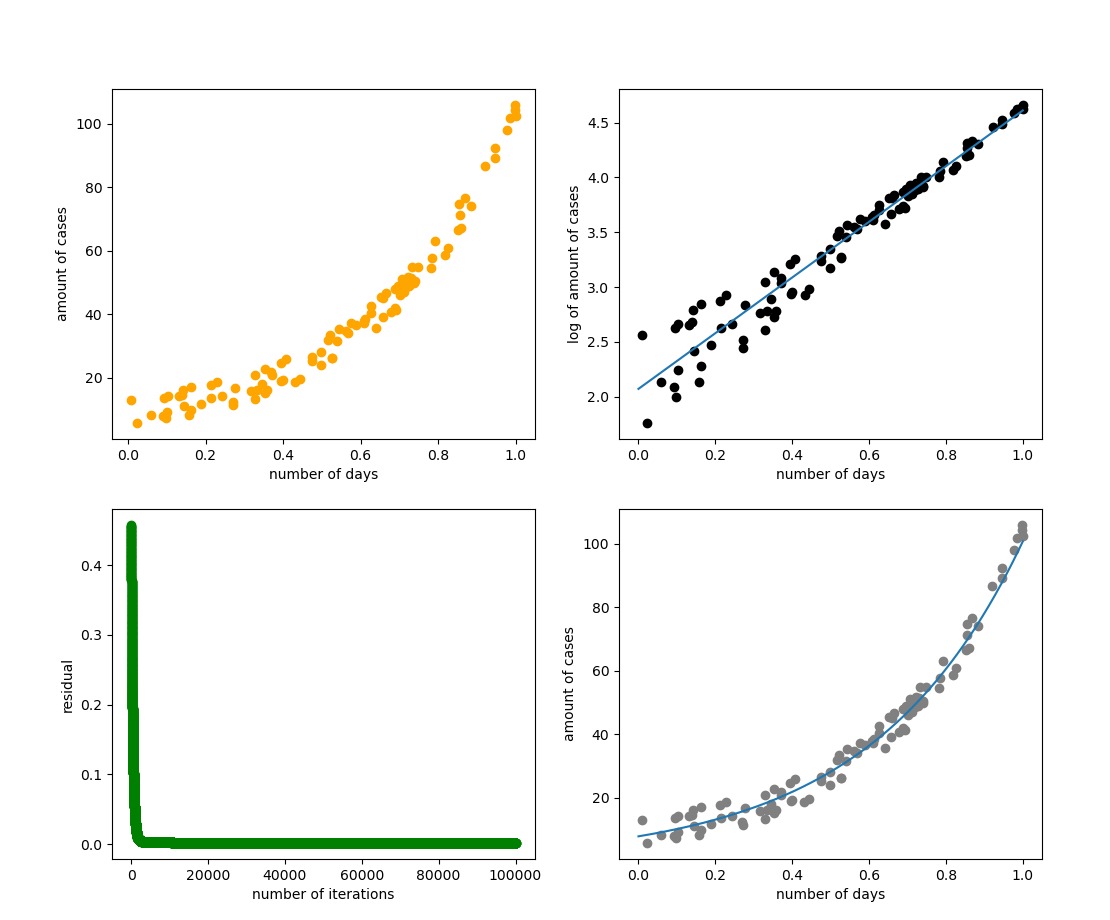 100
80
60
40
20
amount of cases
0.0 0.2 0.4 0.6 0.8 1.0
number of days
4.5
4.0
3.5
3.0
2.5
2.0
log of amount of cases
0.0 0.2 0.4 0.6 0.8 1.0
number of days
0.4
0.3
0.2
0.1
0.0
residual
0 20000 40000 60000 80000 100000
number of iterations
100
80
60
40
20
amount of cases
0.0 0.2 0.4 0.6 0.8 1.0
number of days